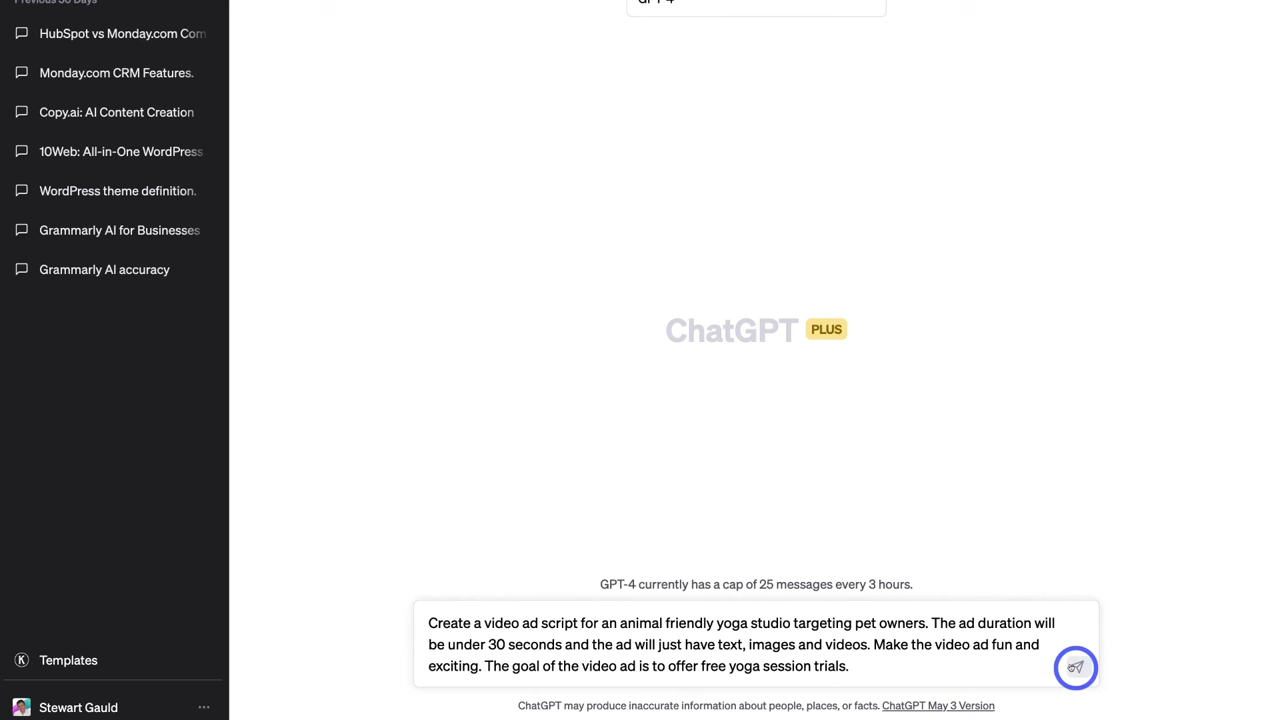 HubSpot vs Monday.com Com
Monday.com CRM Features.
Copy.ai: AI Content Creation
10Web: All-in-One WordPress
WordPress theme definition.
Grammarly AI for Businesses
Grammarly AI accuracy
ChatGPT PLUS
GPT-4 currently has a cap of 25 messages every 3 hours.
Create a video ad script for an animal friendly yoga studio targeting pet owners. The ad duration will
be under 30 seconds and the ad will just have text, images and videos. Make the video ad fun and
exciting. The goal of the video ad is to offer free yoga session trials.
K Templates
Stewart Gauld
ChatGPT may produce inaccurate information about people, places, or facts. ChatGPT May 3 Version